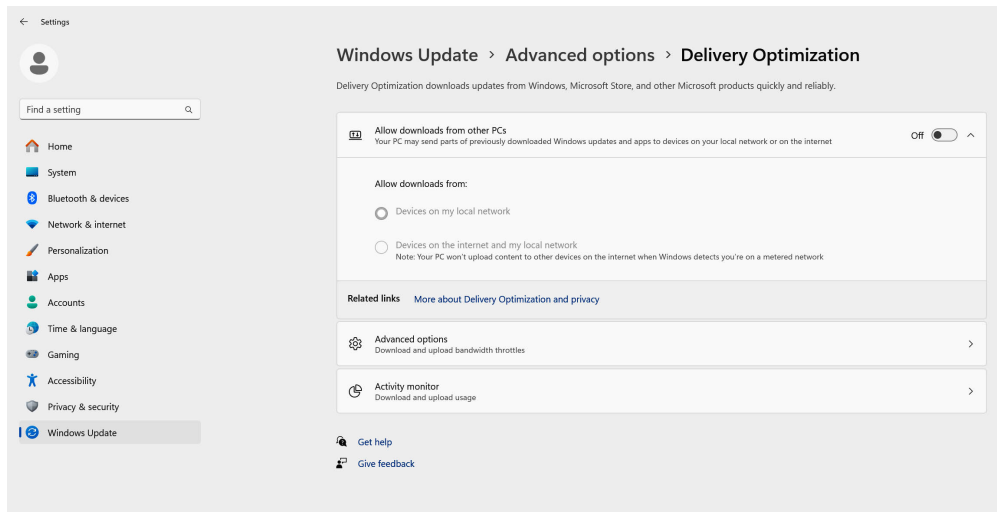 Settings
Find a setting
Home
System
Bluetooth & devices
Network & internet
Personalization
Apps
Accounts
Time & language
Gaming
Accessibility
Privacy & security
Windows Update
Windows Update > Advanced options > Delivery Optimization
Delivery Optimization downloads updates from Windows, Microsoft Store, and other Microsoft products quickly and reliably.
Allow downloads from other PCs
Your PC may send parts of previously downloaded Windows updates and apps to devices on your local network or on the internet
Off
Allow downloads from:
Devices on my local network
Devices on the internet and my local network
Note: Your PC won't upload content to other devices on the internet when Windows detects you're on a metered network
Related links More about Delivery Optimization and privacy
Advanced options
Download and upload bandwidth throttles
Activity monitor
Download and upload usage
Get help
Give feedback